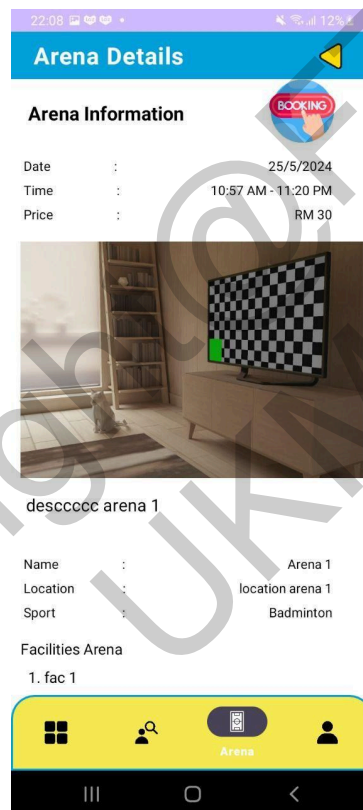 22:08
12%
Arena Details
Arena Information
BOOKING
Date : 25/5/2024
Time : 10:57 AM - 11:20 PM
Price : RM 30
desccccc arena 1
Name : Arena 1
Location : location arena 1
Sport : Badminton
Facilities Arena
1. fac 1
Arena
UKM